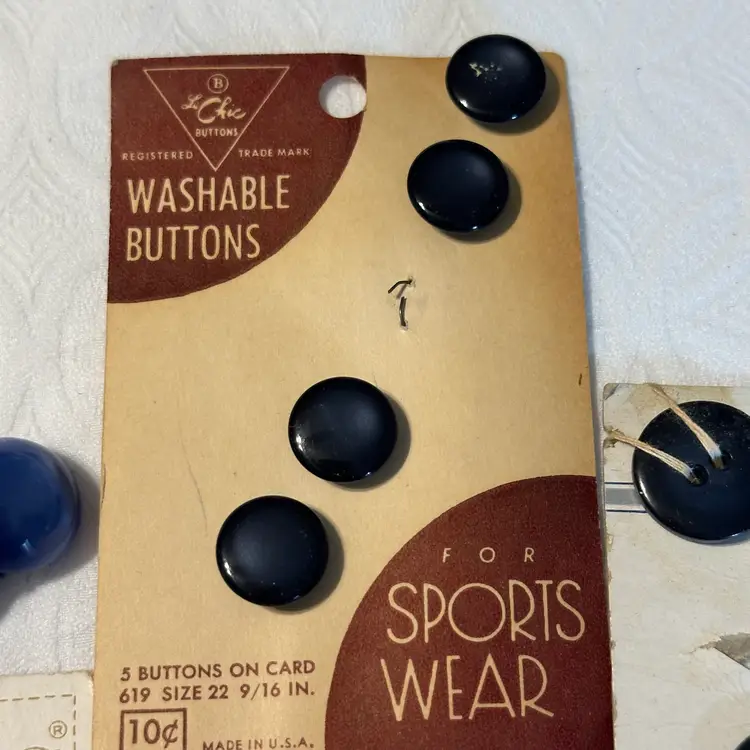 B
Le Chic
BUTTONS
REGISTERED TRADE MARK
WASHABLE
BUTTONS
FOR
SPORTS
WEAR
5 BUTTONS ON CARD
619 SIZE 22 9/16 IN.
10¢
MADE IN U.S.A.
®